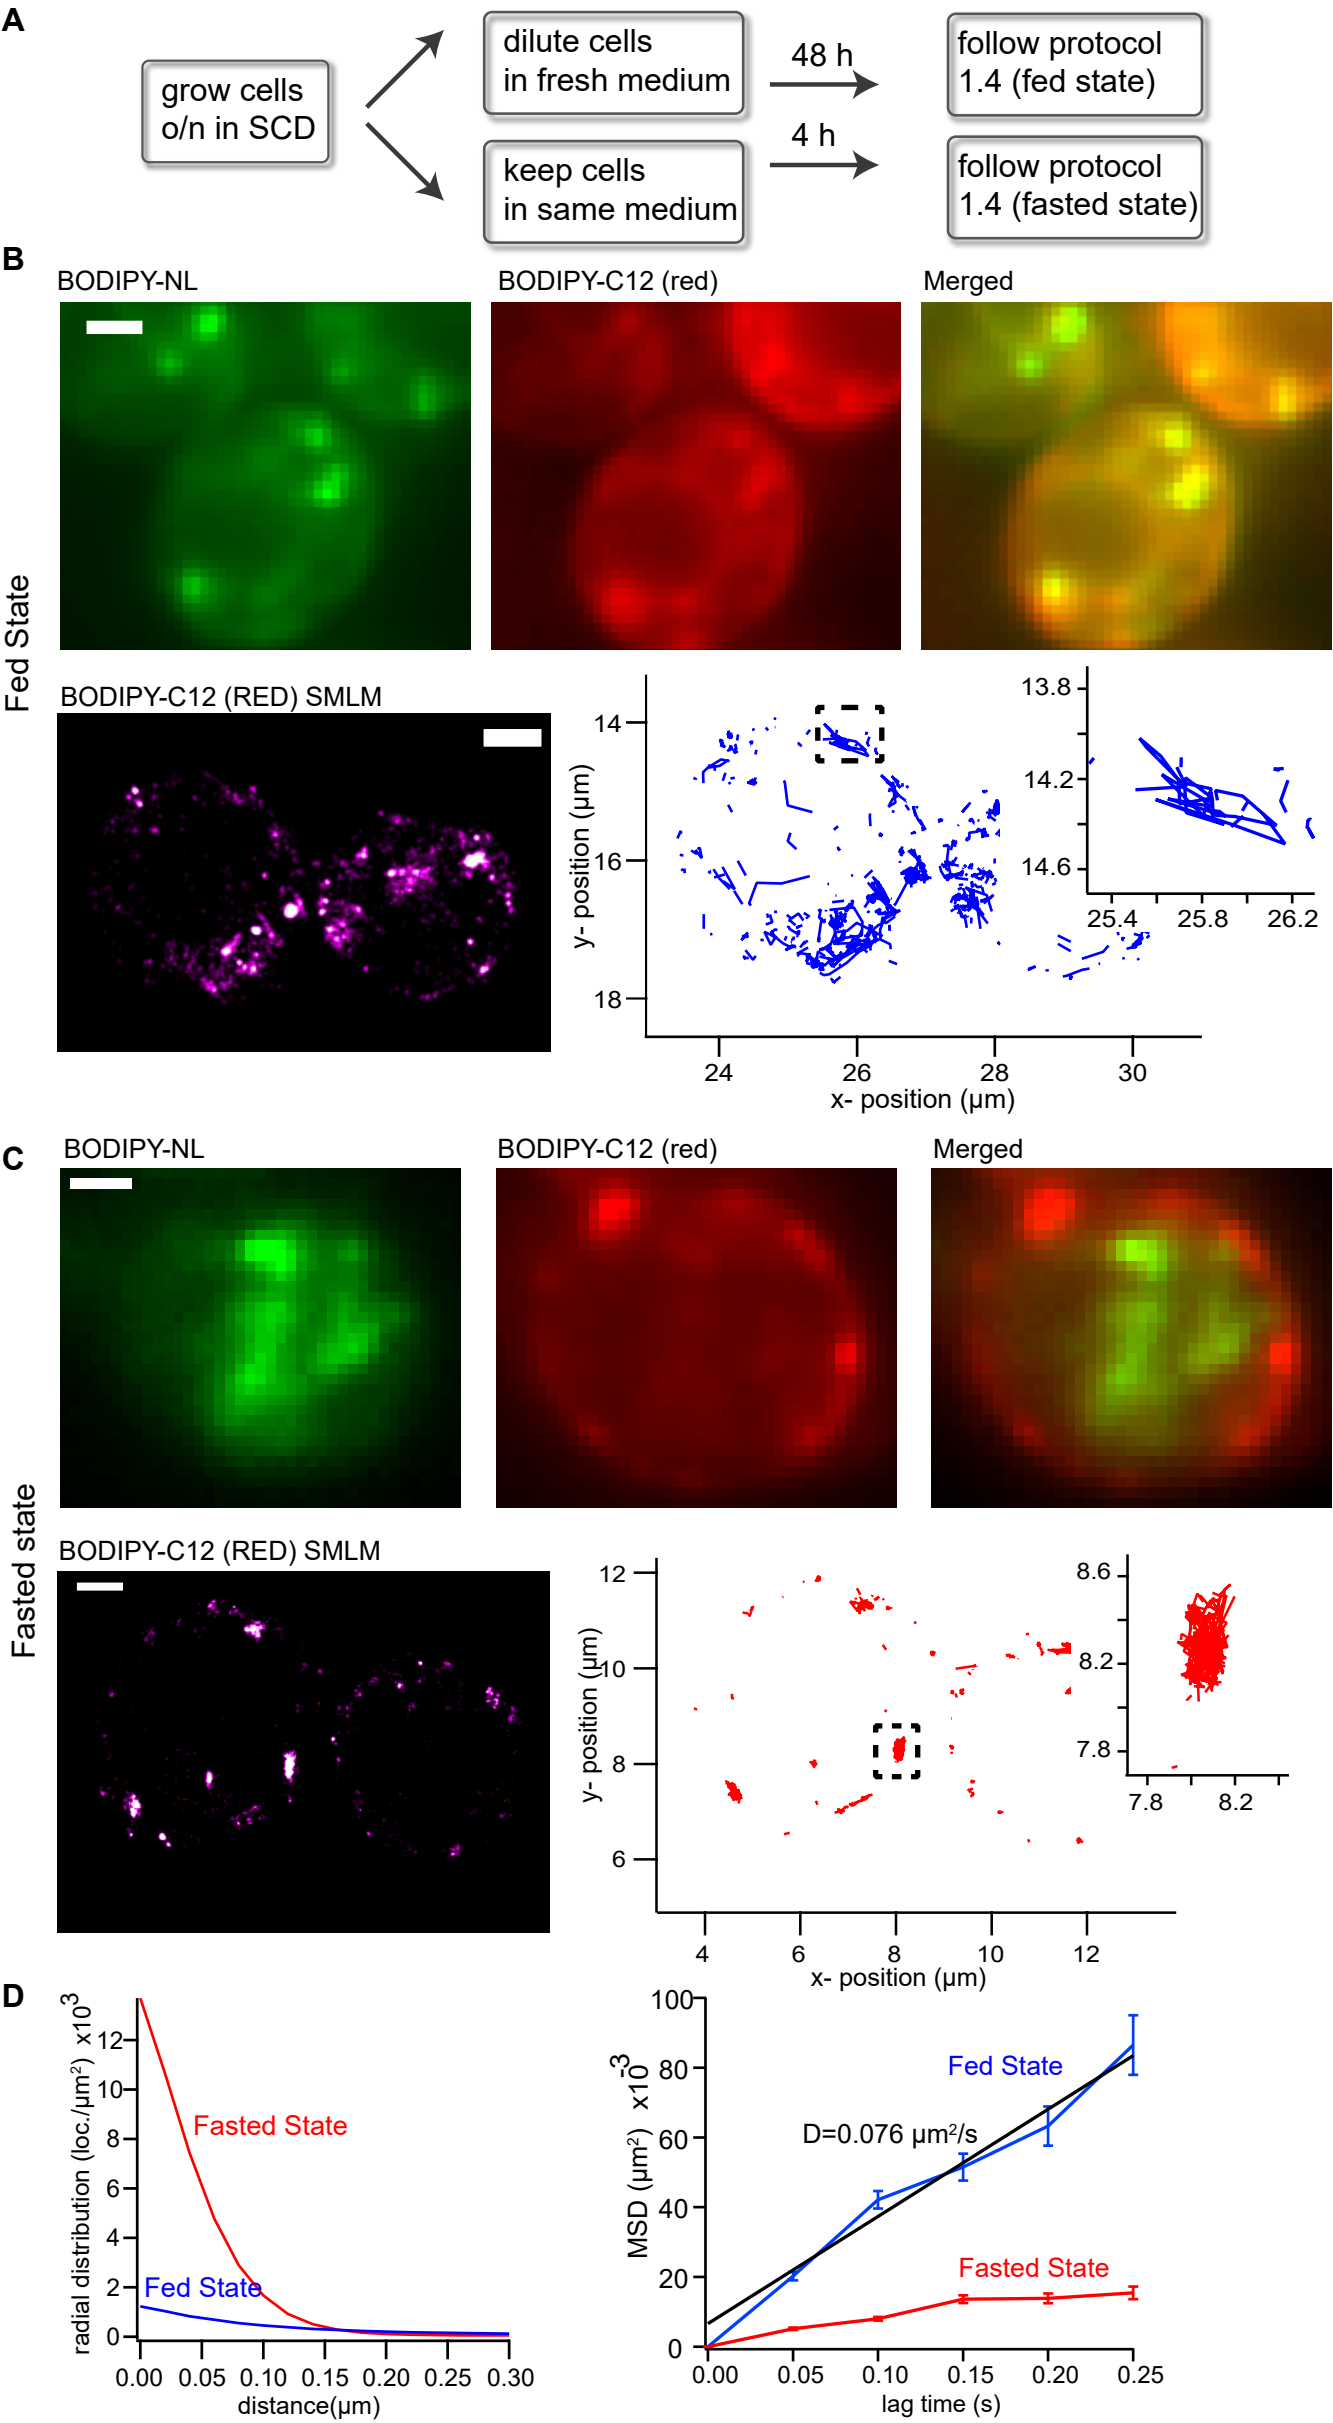 A
grow cells
o/n in SCD
dilute cells
in fresh medium
48 h
follow protocol
1.4 (fed state)
keep cells
in same medium
4 h
follow protocol
1.4 (fasted state)
B
Fed State
BODIPY-NL
BODIPY-C12 (red)
Merged
BODIPY-C12 (RED) SMLM
y- position (µm)
14
16
18
24
26
28
30
x- position (µm)
13.8
14.2
14.6
25.4
25.8
26.2
C
Fasted state
BODIPY-NL
BODIPY-C12 (red)
Merged
BODIPY-C12 (RED) SMLM
y- position (µm)
12
10
8
6
4
6
8
10
12
x- position (µm)
8.6
8.2
7.8
7.8
8.2
D
radial distribution (loc./µm²) x10³
12
10
8
6
4
2
0
Fasted State
Fed State
0.00
0.05
0.10
0.15
0.20
0.25
0.30
distance(µm)
MSD (µm²) x10⁻³
100
80
60
40
20
0
Fed State
D=0.076 µm²/s
Fasted State
0.00
0.05
0.10
0.15
0.20
0.25
lag time (s)